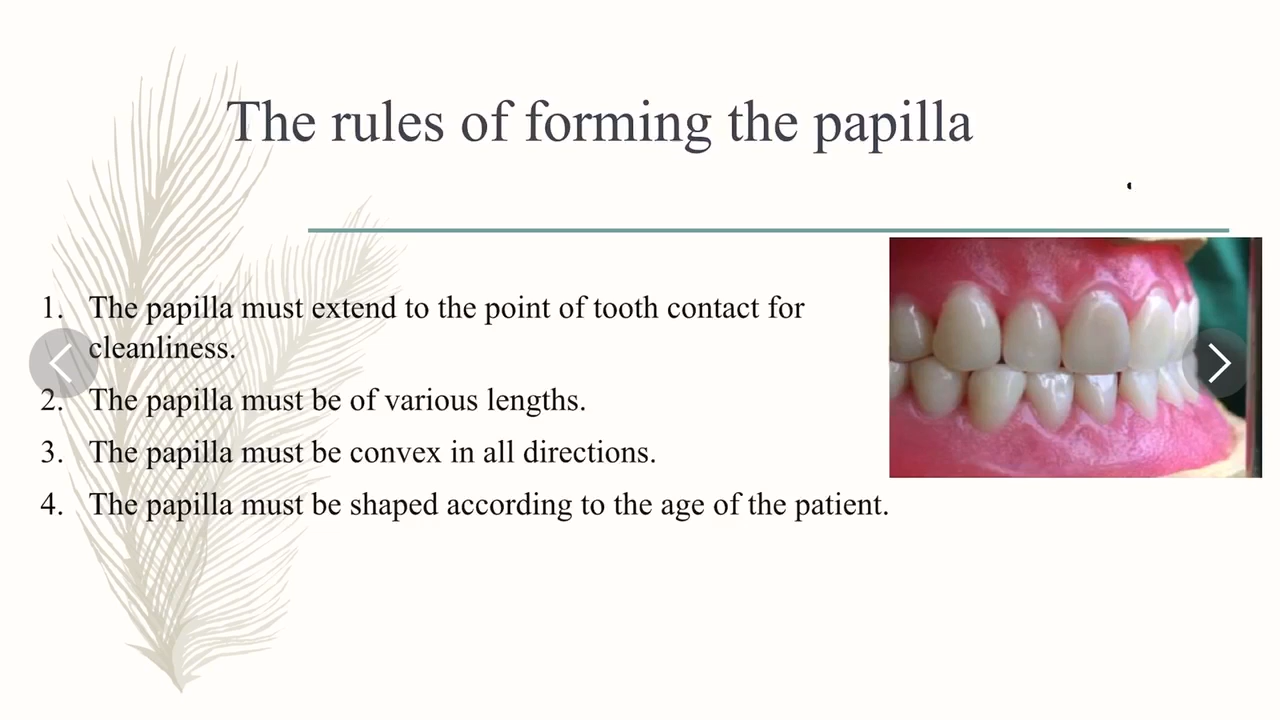 The rules of forming the papilla
1. The papilla must extend to the point of tooth contact for
cleanliness.
2. The papilla must be of various lengths.
3. The papilla must be convex in all directions.
4. The papilla must be shaped according to the age of the patient.